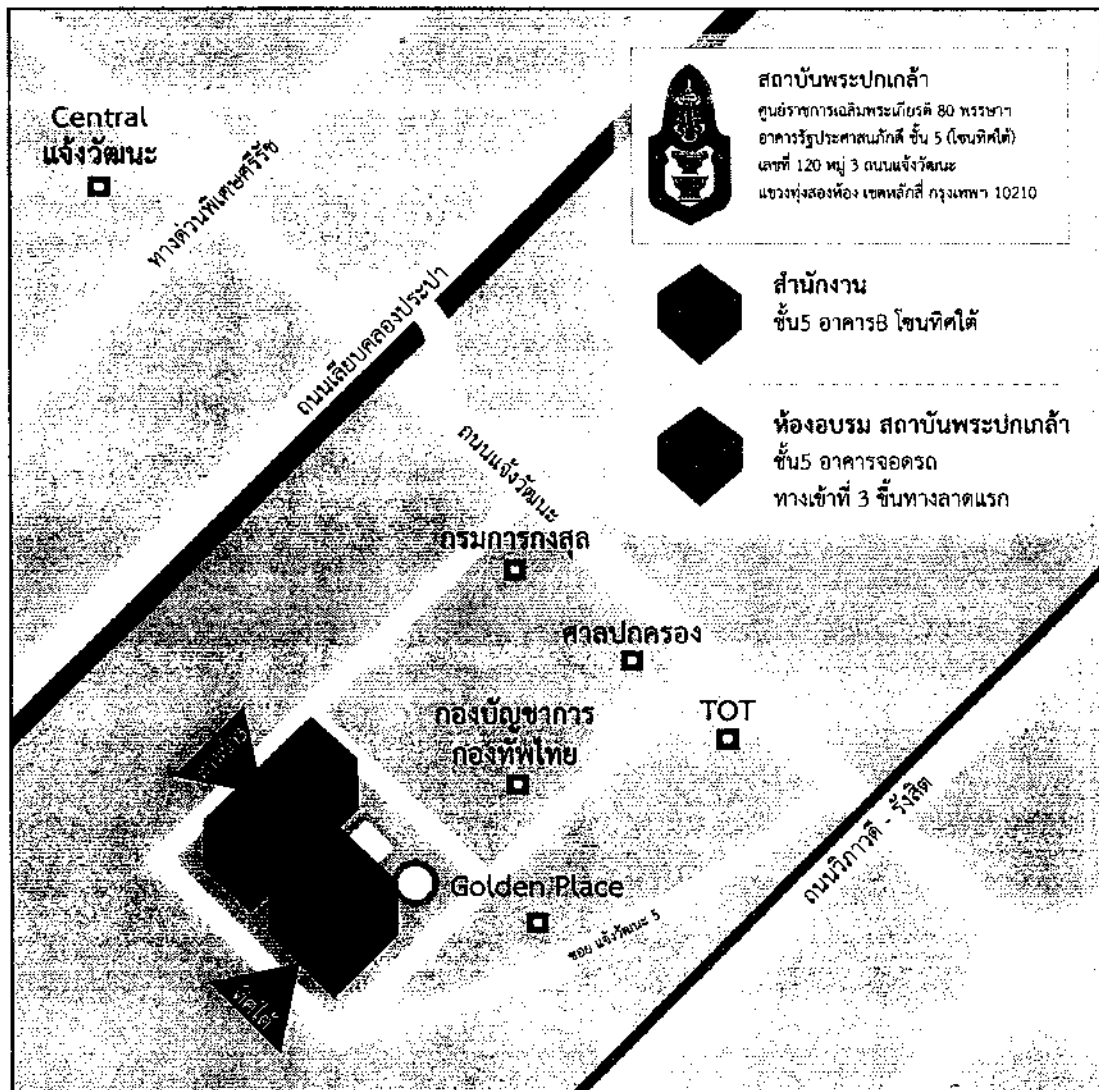 Central
แจ้งวัฒนะ
ทางด่วนพิเศษศรีรัช
ถนนเลียบคลองประปา
ถนนแจ้งวัฒนะ
สถาบันพระปกเกล้า
ศูนย์ราชการเฉลิมพระเกียรติ 80 พรรษาฯ
อาคารรัฐประศาสนภักดี ชั้น 5 (โซนทิศใต้)
เลขที่ 120 หมู่ 3 ถนนแจ้งวัฒนะ
แขวงทุ่งสองห้อง เขตหลักสี่ กรุงเทพฯ 10210
สำนักงาน
ชั้น5 อาคารB โซนทิศใต้
ห้องอบรม สถาบันพระปกเกล้า
ชั้น5 อาคารจอดรถ
ทางเข้าที่ 3 ขึ้นทางลาดแรก
กรมการกงสุล
ศาลปกครอง
กองบัญชาการ
กองทัพไทย
TOT
Golden Place
ซอย แจ้งวัฒนะ 5
ถนนวิภาวดี - รังสิต
ทิศใต้